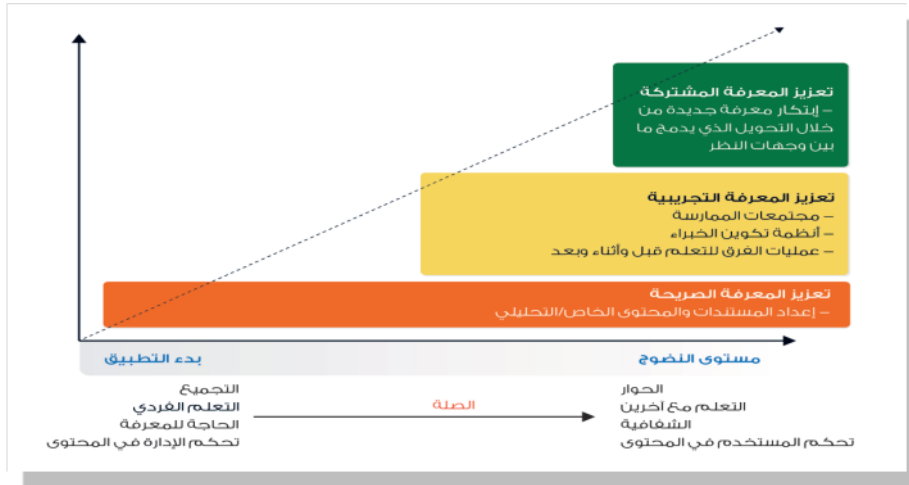 تعزيز المعرفة المشتركة
– إبتكار معرفة جديدة من
خلال التحويل الذي يدمج ما
بين وجهات النظر
تعزيز المعرفة التجريبية
– مجتمعات الممارسة
– أنظمة تكوين الخبراء
– عمليات الفرق للتعلم قبل وأثناء وبعد
تعزيز المعرفة الصريحة
– إعداد المستندات والمحتوى الخاص/التحليلي
مستوى النضوج
بدء التطبيق
الحوار
التعلم مع آخرين
الشفافية
تحكم المستخدم في المحتوى
الصلة
التجميع
التعلم الفردي
الحاجة للمعرفة
تحكم الإدارة في المحتوى